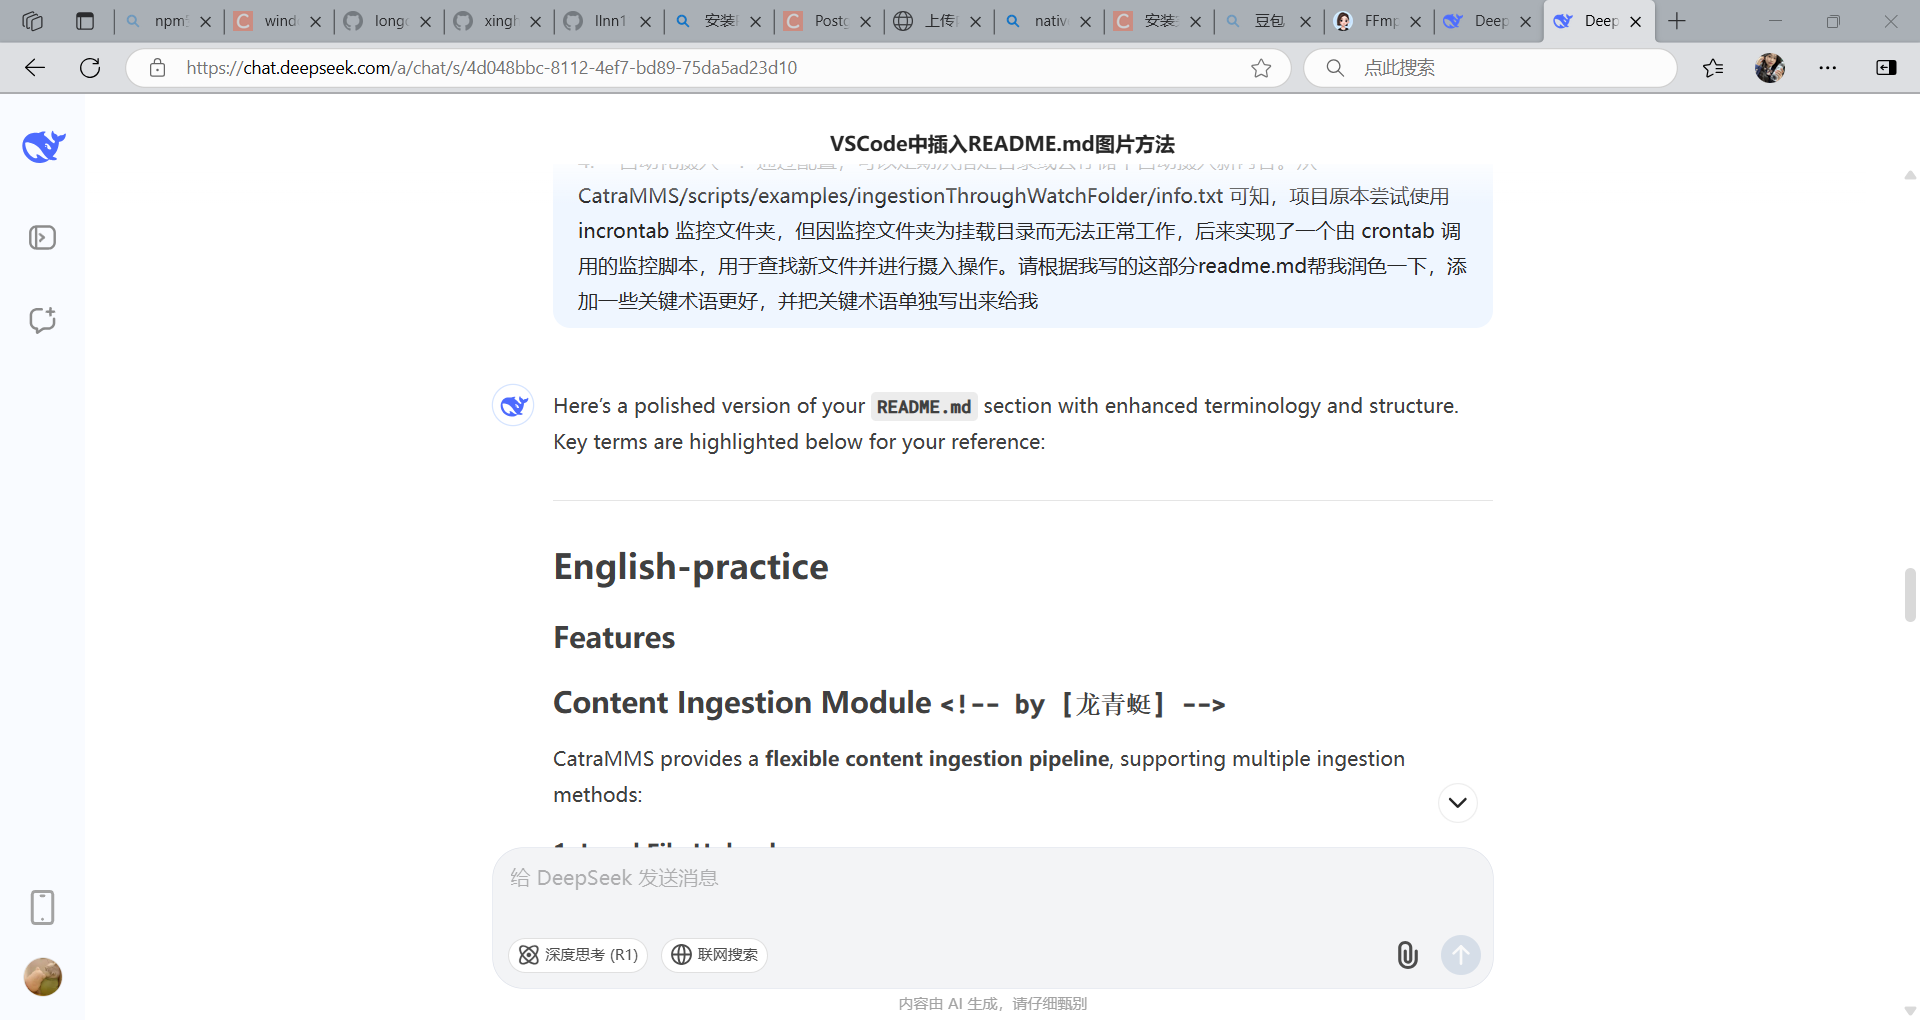 npm
wind
longc
xingh
llnn1
安装
Postg
上传
nativ
安装
豆包
FFmp
Deep
Deep
https://chat.deepseek.com/a/chat/s/4d048bbc-8112-4ef7-bd89-75da5ad23d10
点此搜索
VSCode中插入README.md图片方法
CatraMMS/scripts/examples/ingestionThroughWatchFolder/info.txt 可知，项目原本尝试使用
incrontab 监控文件夹，但因监控文件夹为挂载目录而无法正常工作，后来实现了一个由 crontab 调
用的监控脚本，用于查找新文件并进行摄入操作。请根据我写的这部分readme.md帮我润色一下，添
加一些关键术语更好，并把关键术语单独写出来给我
Here's a polished version of your README.md section with enhanced terminology and structure.
Key terms are highlighted below for your reference:
English-practice
Features
Content Ingestion Module <!-- by [龙青蜓] -->
CatraMMS provides a flexible content ingestion pipeline, supporting multiple ingestion
methods:
给 DeepSeek 发送消息
深度思考 (R1)
联网搜索
内容由 AI 生成，请仔细甄别